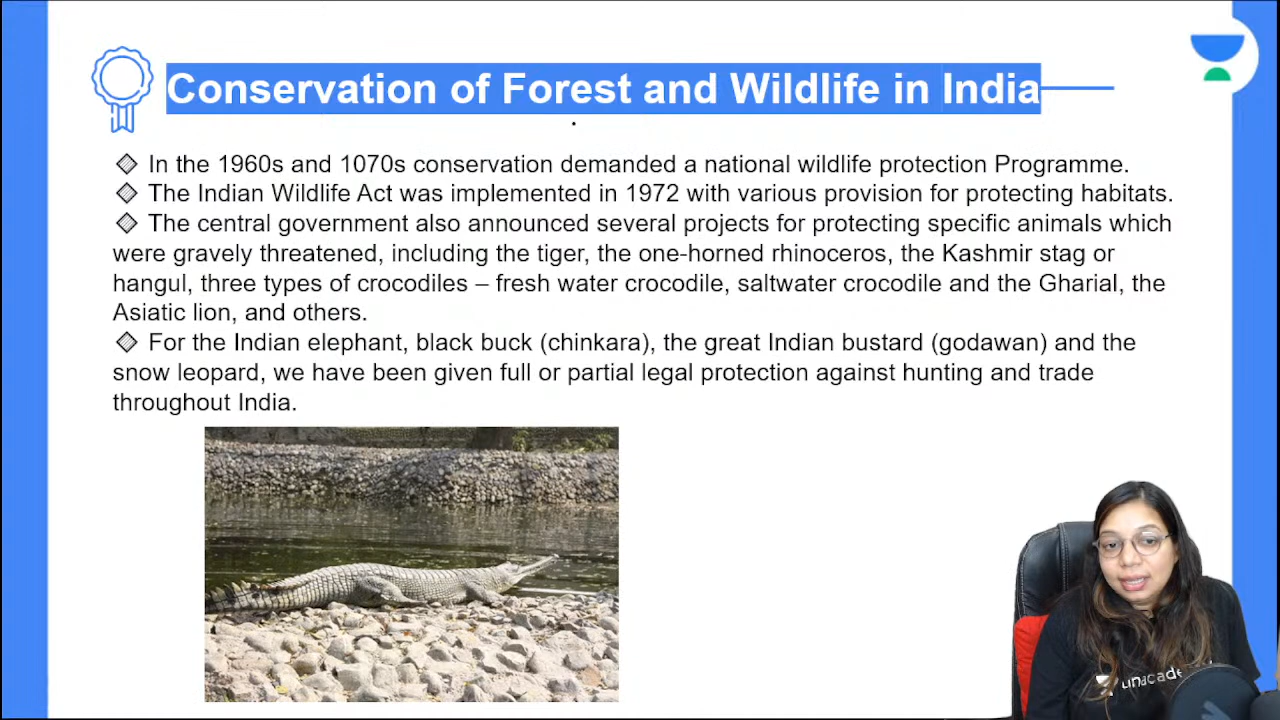 Conservation of Forest and Wildlife in India
In the 1960s and 1070s conservation demanded a national wildlife protection Programme.
The Indian Wildlife Act was implemented in 1972 with various provision for protecting habitats.
The central government also announced several projects for protecting specific animals which
were gravely threatened, including the tiger, the one-horned rhinoceros, the Kashmir stag or
hangul, three types of crocodiles – fresh water crocodile, saltwater crocodile and the Gharial, the
Asiatic lion, and others.
For the Indian elephant, black buck (chinkara), the great Indian bustard (godawan) and the
snow leopard, we have been given full or partial legal protection against hunting and trade
throughout India.